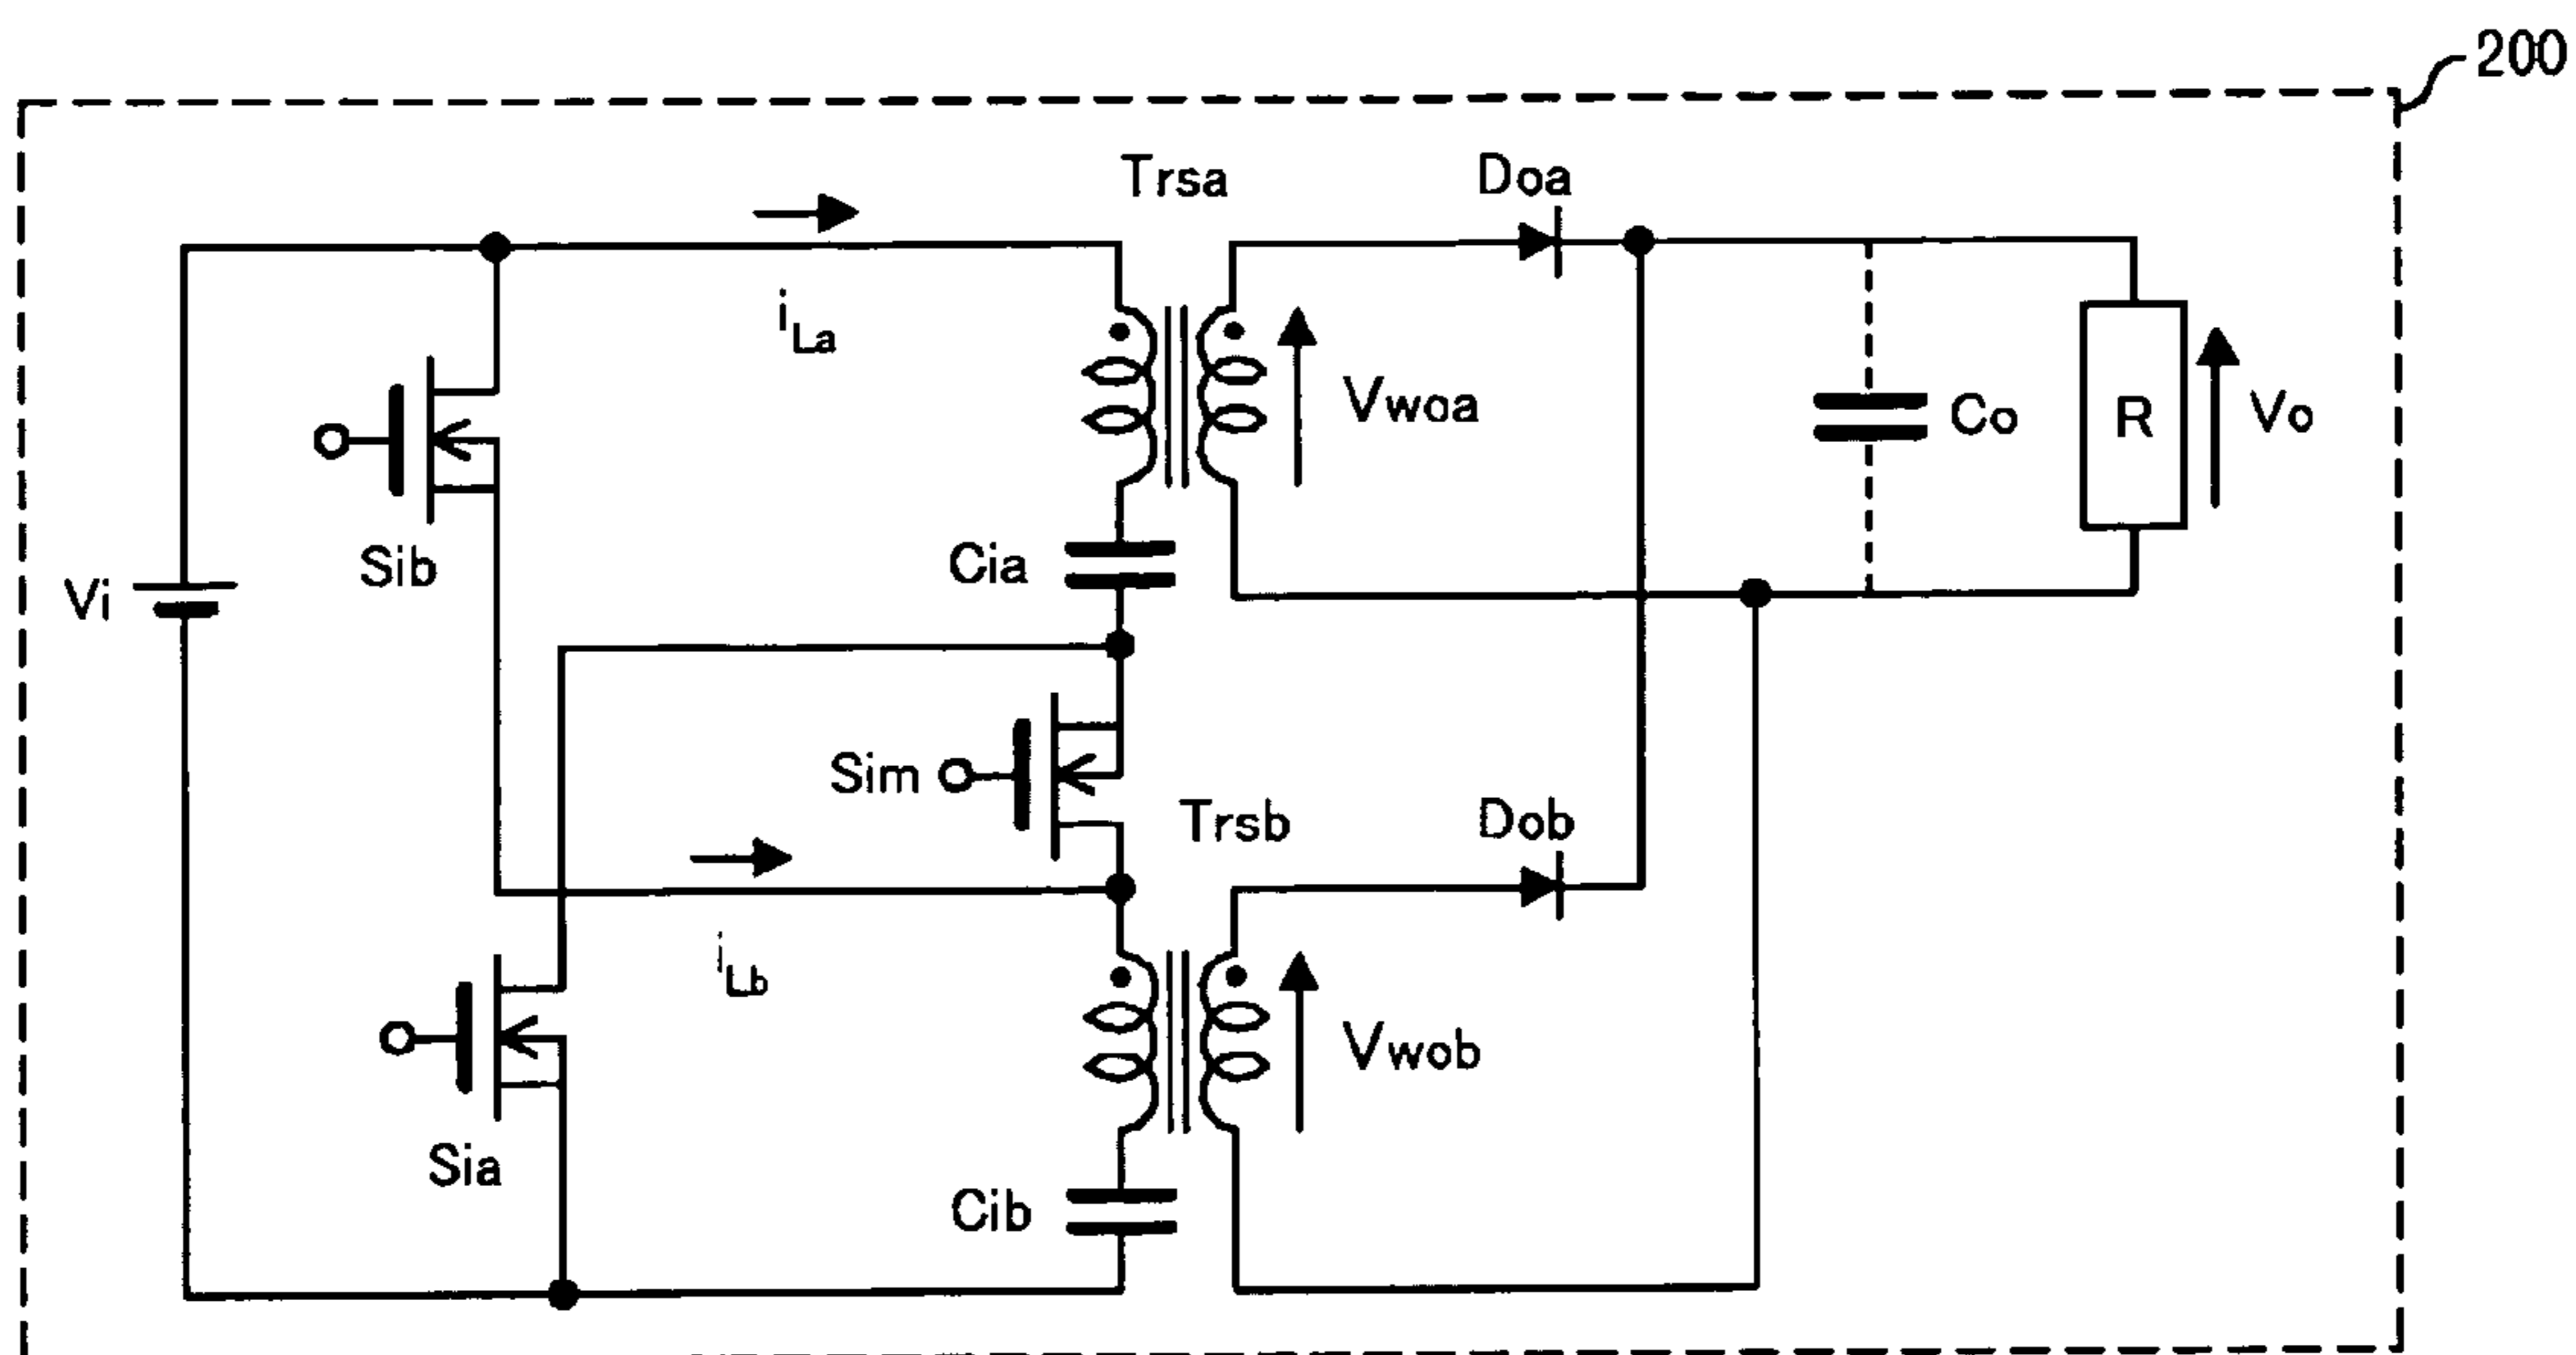 200
Trsa
Doa
iLa
Vwoa
Co
R
Vo
Sib
Cia
Vi
Sim
Trsb
Dob
iLb
Vwob
Sia
Cib